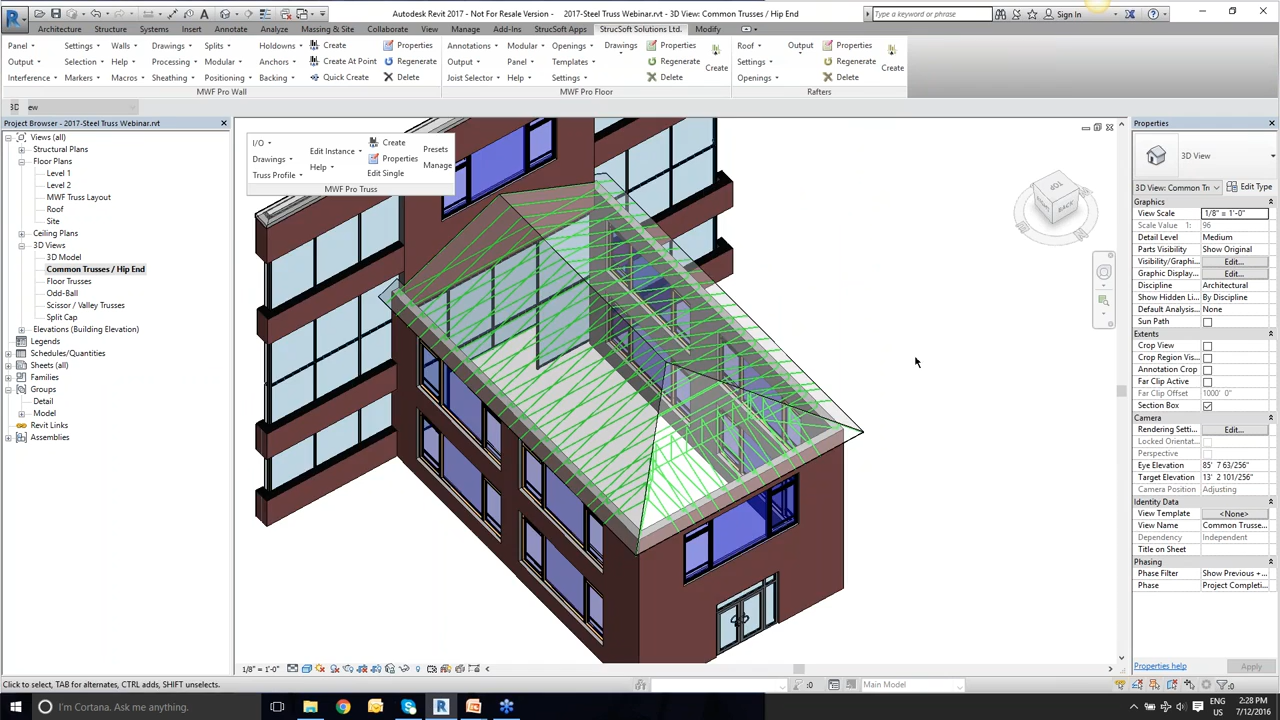 Autodesk Revit 2017 - Not For Resale Version - 2017-Steel Truss Webinar.rvt - 3D View: Common Trusses / Hip End
Type a keyword or phrase
Sign In
Architecture Structure Systems Insert Annotate Analyze Massing & Site Collaborate View Manage Add-Ins StrucSoft Apps StrucSoft Solutions Ltd. Modify
Panel Settings Walls Drawings Splits Holdowns Create Properties Annotations Modular Openings Drawings Properties Roof Output Properties
Output Selection Help Processing Modular Anchors Create At Point Regenerate Output Panel Templates Regenerate Create Settings Regenerate Create
Interference Markers Macros Sheathing Positioning Backing Quick Create Delete Joist Selector Help Settings Delete Openings Delete
MWF Pro Wall MWF Pro Floor Rafters
3D ew
Project Browser - 2017-Steel Truss Webinar.rvt
Views (all)
Structural Plans
Floor Plans
Level 1
Level 2
MWF Truss Layout
Roof
Site
Ceiling Plans
3D Views
3D Model
Common Trusses / Hip End
Floor Trusses
Odd-Ball
Scissor / Valley Trusses
Split Cap
Elevations (Building Elevation)
Legends
Schedules/Quantities
Sheets (all)
Families
Groups
Detail
Model
Revit Links
Assemblies
I/O Edit Instance Create Presets
Drawings Help Properties Manage
Truss Profile Edit Single
MWF Pro Truss
TOP
BACK
Properties
3D View
3D View: Common Tr Edit Type
Graphics
View Scale 1/8" = 1'-0"
Scale Value 1: 96
Detail Level Medium
Parts Visibility Show Original
Visibility/Graphi... Edit...
Graphic Display... Edit...
Discipline Architectural
Show Hidden Li... By Discipline
Default Analysis... None
Sun Path
Extents
Crop View
Crop Region Vis...
Annotation Crop
Far Clip Active
Far Clip Offset 1000' 0"
Section Box
Camera
Rendering Setti... Edit...
Locked Orientat...
Perspective
Eye Elevation 85' 7 63/256"
Target Elevation 13' 2 101/256"
Camera Position Adjusting
Identity Data
View Template <None>
View Name Common Trusse...
Dependency Independent
Title on Sheet
Phasing
Phase Filter Show Previous +...
Phase Project Completi...
Properties help Apply
1/8" = 1'-0"
Click to select, TAB for alternates, CTRL adds, SHIFT unselects. :0 Main Model :0
I'm Cortana. Ask me anything.
ENG 2:28 PM
US 7/12/2016